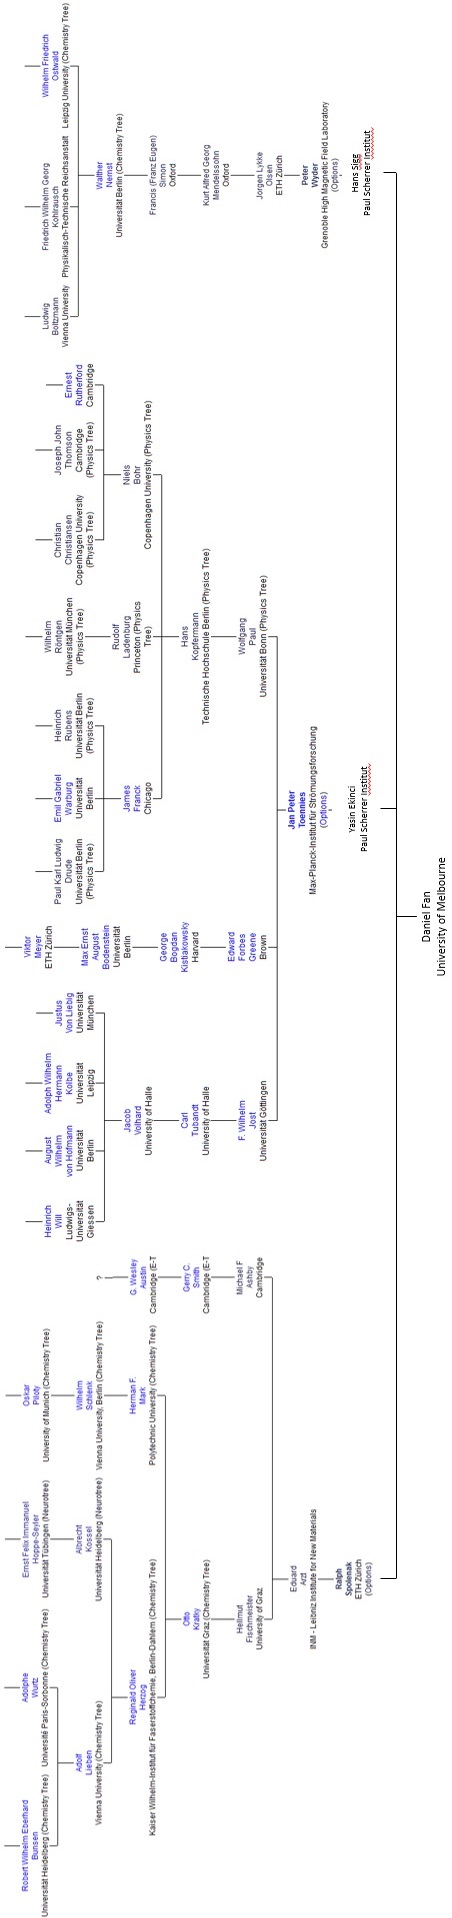 Robert Wilhelm Eberhard
Bunsen
Universität Heidelberg (Chemistry Tree)
Adolphe
Wurtz
Université Paris-Sorbonne (Chemistry Tree)
Ernst Felix Immanuel
Hoppe-Seyler
Universität Tübingen (Neurotree)
Oskar
Piloty
University of Munich (Chemistry Tree)
Adolf
Lieben
Vienna University (Chemistry Tree)
Albrecht
Kossel
Universität Heidelberg (Neurotree)
Wilhelm
Schlenk
Vienna University, Berlin (Chemistry Tree)
?
Reginald Oliver
Herzog
Kaiser Wilhelm-Institut für Faserstoffchemie, Berlin-Dahlem (Chemistry Tree)
Herman F.
Mark
Polytechnic University (Chemistry Tree)
G. Wesley
Austin
Cambridge (E-T
Otto
Kratky
Universität Graz (Chemistry Tree)
Gerry C.
Smith
Cambridge (E-T
Hellmut
Fischmeister
University of Graz
Michael F
Ashby
Cambridge
Eduard
Arzt
INM - Leibniz Institute for New Materials
Ralph
Spolenak
ETH Zürich
(Options)
Heinrich
Will
Ludwigs-
Universität
Giessen
August
Wilhelm
von Hofmann
Universität
Berlin
Adolph Wilhelm
Hermann
Kolbe
Universität
Leipzig
Justus
Von Liebig
Universität
München
Viktor
Meyer
ETH Zürich
Jacob
Volhard
University of Halle
Max Ernst
August
Bodenstein
Universität
Berlin
Carl
Tubandt
University of Halle
George
Bogdan
Kistiakowsky
Harvard
F. Wilhelm
Jost
Universität Göttingen
Edward
Forbes
Greene
Brown
Paul Karl Ludwig
Drude
Universität Berlin
(Physics Tree)
Emil Gabriel
Warburg
Universität
Berlin
Heinrich
Rubens
Universität Berlin
(Physics Tree)
Wilhelm
Röntgen
Universität München
(Physics Tree)
Christian
Christiansen
Copenhagen University
(Physics Tree)
Joseph John
Thomson
Cambridge
(Physics Tree)
Ernest
Rutherford
Cambridge
James
Franck
Chicago
Rudolf
Ladenburg
Princeton (Physics
Tree)
Niels
Bohr
Copenhagen University (Physics Tree)
Hans
Kopfermann
Technische Hochschule Berlin (Physics Tree)
Wolfgang
Paul
Universität Bonn (Physics Tree)
Jan Peter
Toennies
Max-Planck-Institut für Strömungsforschung
(Options)
Yasin Ekinci
Paul Scherrer Institut
Ludwig
Boltzmann
Vienna University
Friedrich Wilhelm Georg
Kohlrausch
Physikalisch-Technische Reichsanstalt
Wilhelm Friedrich
Ostwald
Leipzig University (Chemistry Tree)
Walther
Nernst
Universität Berlin (Chemistry Tree)
Francis (Franz Eugen)
Simon
Oxford
Kurt Alfred Georg
Mendelssohn
Oxford
Jorgen Lykke
Olsen
ETH Zürich
Peter
Wyder
Grenoble High Magnetic Field Laboratory
(Options)
Hans Sigg
Paul Scherrer Institut
Daniel Fan
University of Melbourne